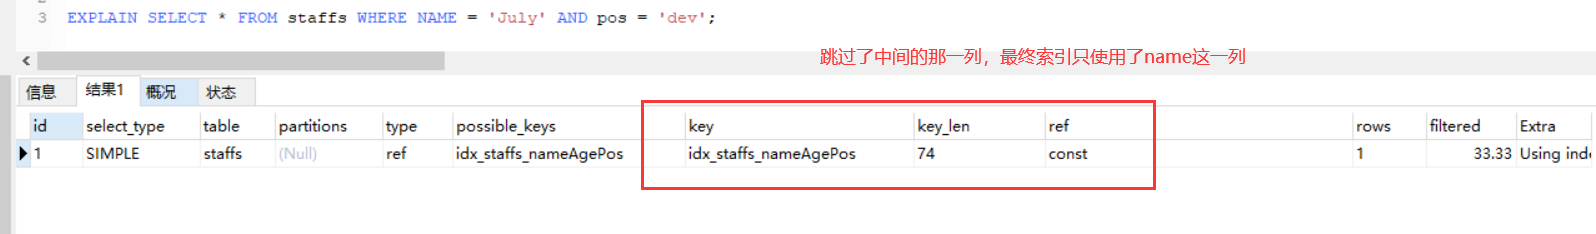 3 EXPLAIN SELECT * FROM staffs WHERE NAME = 'July' AND pos = 'dev';
跳过了中间的那一列，最终索引只使用了name这一列
信息 结果1 概况 状态
id select_type table partitions type possible_keys key key_len ref rows filtered Extra
1 SIMPLE staffs (Null) ref idx_staffs_nameAgePos idx_staffs_nameAgePos 74 const 1 33.33 Using inde